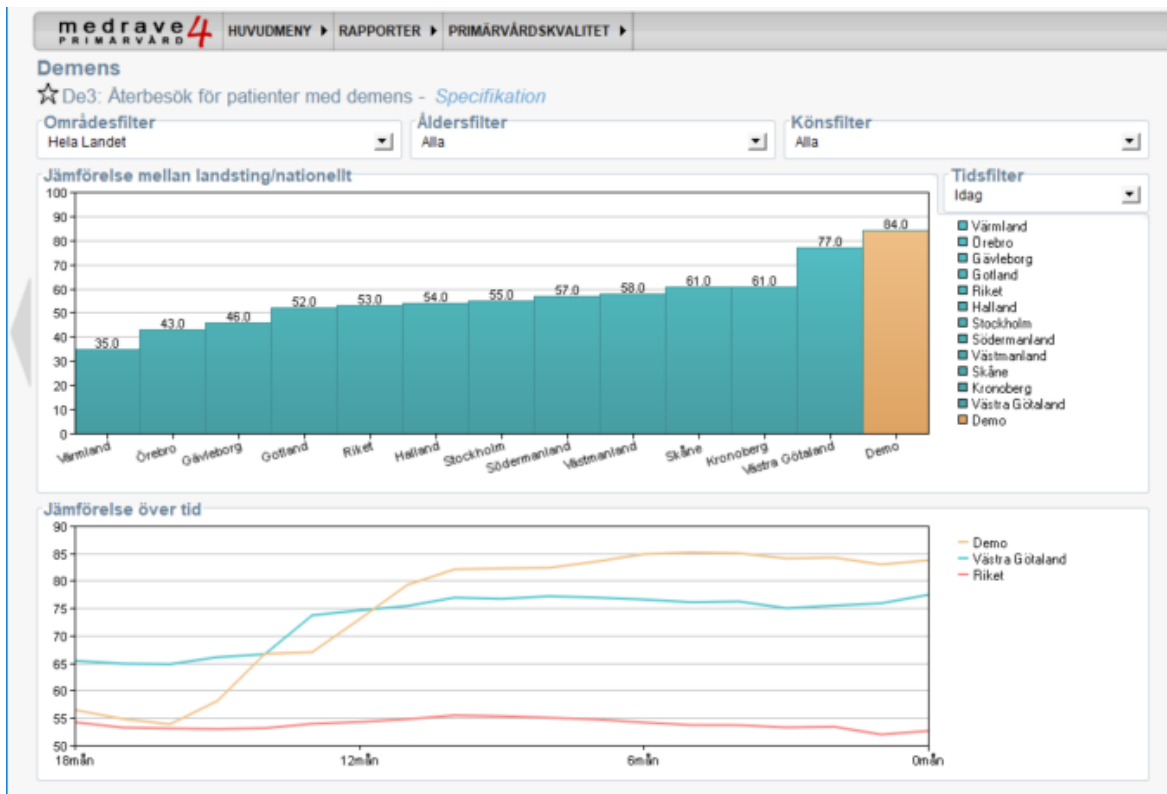 medrave4 HUVUDMENY RAPPORTER PRIMÄRVÅRDSKVALITET
PRIMÄRVÅRD
Demens
De3: Återbesök för patienter med demens - Specifikation
Områdesfilter Åldersfilter Könsfilter
Hela Landet Alla Alla
Jämförelse mellan landsting/nationellt Tidsfilter
Idag
100
90
80
70
60
50
40
30
20
10
0
35.0 43.0 46.0 52.0 53.0 54.0 55.0 57.0 58.0 61.0 61.0 77.0 84.0
Värmland Örebro Gävleborg Gotland Riket Halland Stockholm Södermanland Västmanland Skåne Kronoberg Västra Götaland Demo
Värmland
Örebro
Gävleborg
Gotland
Riket
Halland
Stockholm
Södermanland
Västmanland
Skåne
Kronoberg
Västra Götaland
Demo
Jämförelse över tid
90
85
80
75
70
65
60
55
50
18mån 12mån 6mån 0mån
Demo
Västra Götaland
Riket